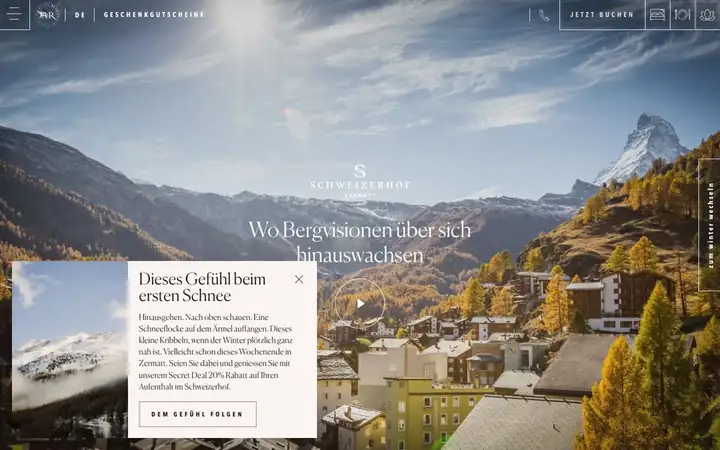 DE
GESCHENKGUTSCHEINE
JETZT BUCHEN
SCHWEIZERHOF
ZERMATT
Wo Bergvisionen über sich
hinauswachsen
zum winter wechseln
Dieses Gefühl beim
ersten Schnee
Hinausgehen. Nach oben schauen. Eine
Schneeflocke auf dem Ärmel auffangen. Dieses
kleine Kribbeln, wenn der Winter plötzlich ganz
nah ist. Vielleicht schon dieses Wochenende in
Zermatt. Seien Sie dabei und geniessen Sie mit
unserem Secret Deal 20% Rabatt auf Ihren
Aufenthalt im Schweizerhof.
DEM GEFÜHL FOLGEN